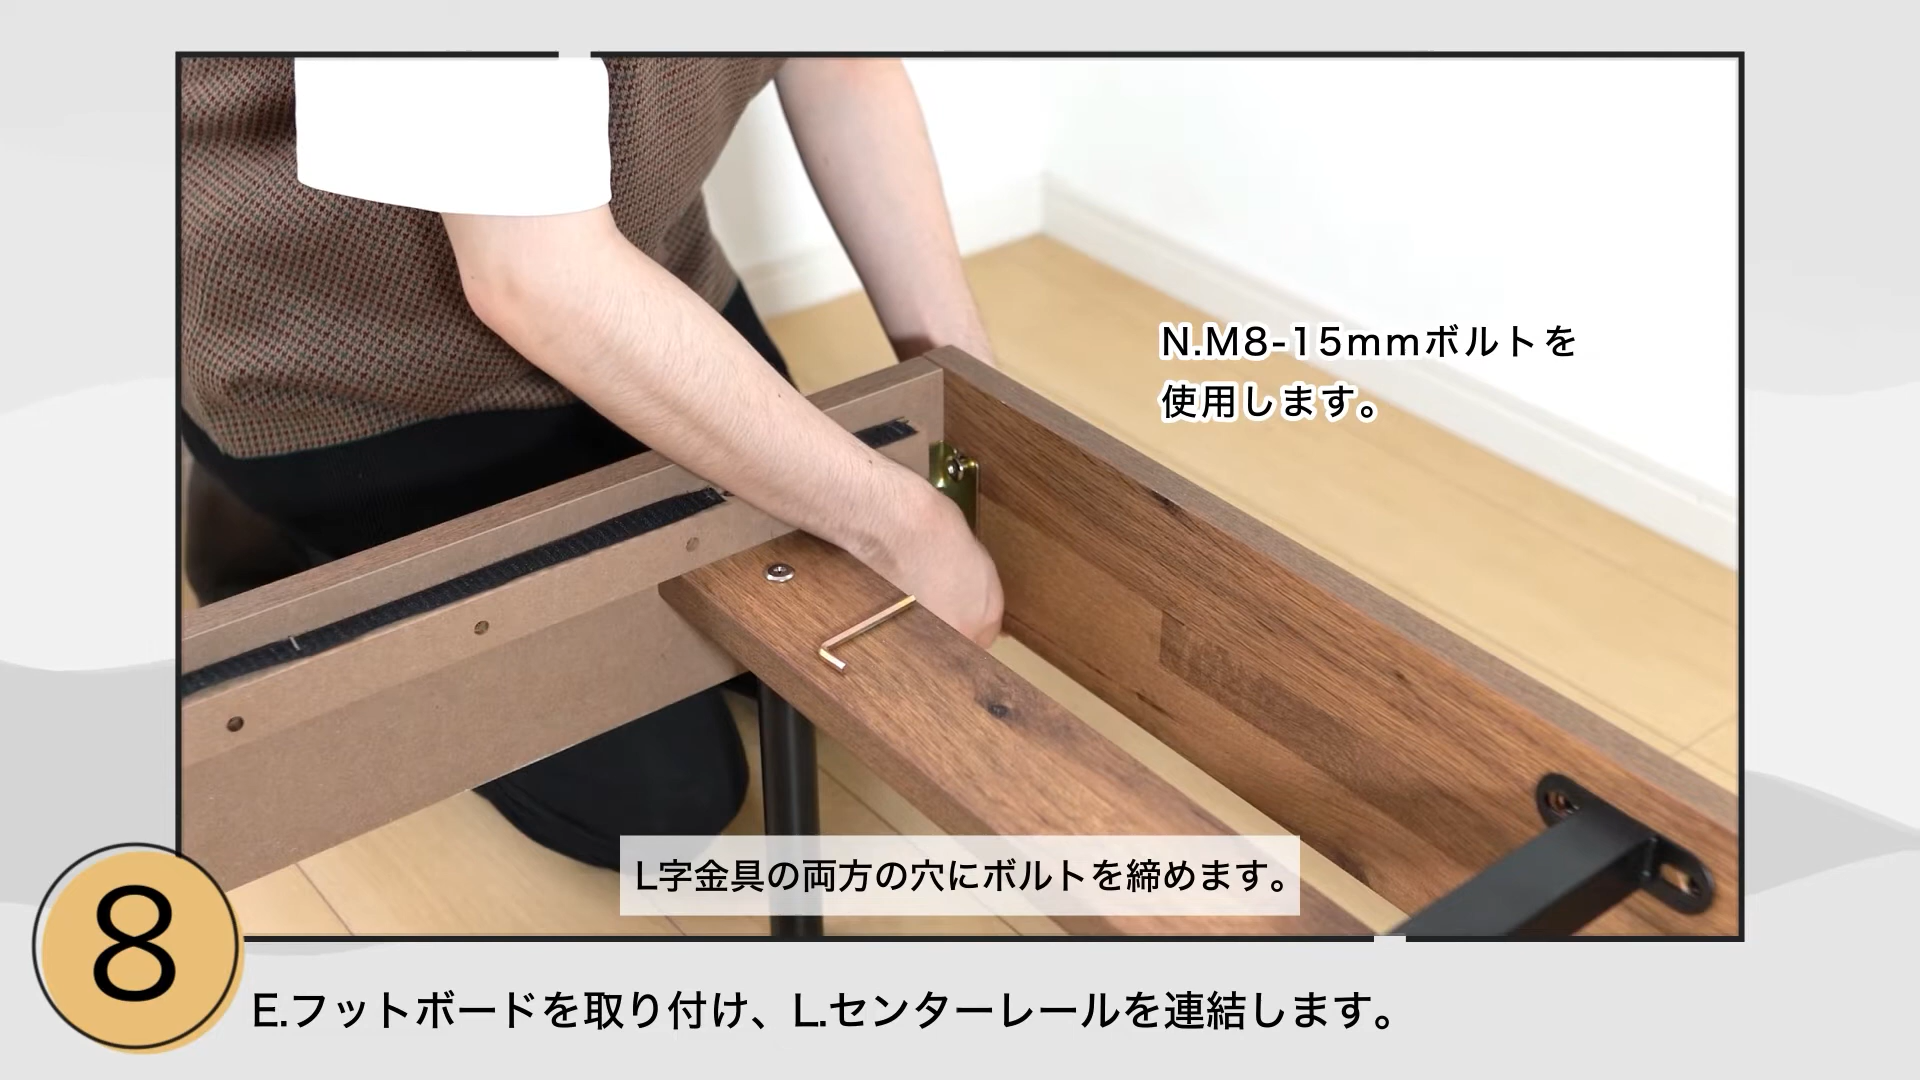 N.M8-15mmボルトを
使用します。
L字金具の両方の穴にボルトを締めます。
8
E.フットボードを取り付け、L.センターレールを連結します。